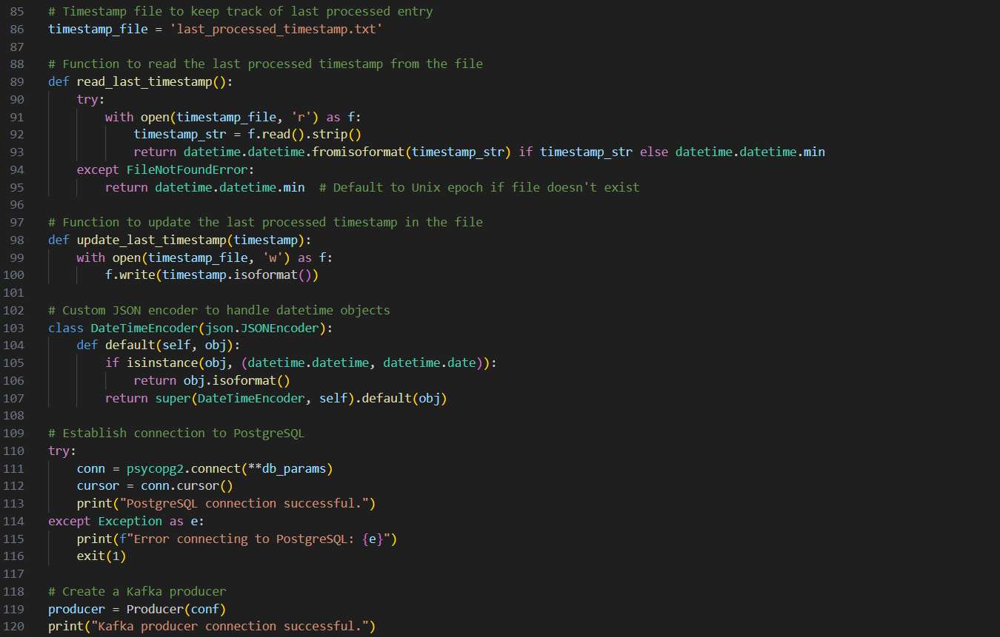 85 # Timestamp file to keep track of last processed entry
86 timestamp_file = 'last_processed_timestamp.txt'
87
88 # Function to read the last processed timestamp from the file
89 def read_last_timestamp():
90     try:
91         with open(timestamp_file, 'r') as f:
92             timestamp_str = f.read().strip()
93             return datetime.datetime.fromisoformat(timestamp_str) if timestamp_str else datetime.datetime.min
94     except FileNotFoundError:
95         return datetime.datetime.min  # Default to Unix epoch if file doesn't exist
96
97 # Function to update the last processed timestamp in the file
98 def update_last_timestamp(timestamp):
99     with open(timestamp_file, 'w') as f:
100         f.write(timestamp.isoformat())
101
102 # Custom JSON encoder to handle datetime objects
103 class DateTimeEncoder(json.JSONEncoder):
104     def default(self, obj):
105         if isinstance(obj, (datetime.datetime, datetime.date)):
106             return obj.isoformat()
107         return super(DateTimeEncoder, self).default(obj)
108
109 # Establish connection to PostgreSQL
110 try:
111     conn = psycopg2.connect(**db_params)
112     cursor = conn.cursor()
113     print("PostgreSQL connection successful.")
114 except Exception as e:
115     print(f"Error connecting to PostgreSQL: {e}")
116     exit(1)
117
118 # Create a Kafka producer
119 producer = Producer(conf)
120 print("Kafka producer connection successful.")